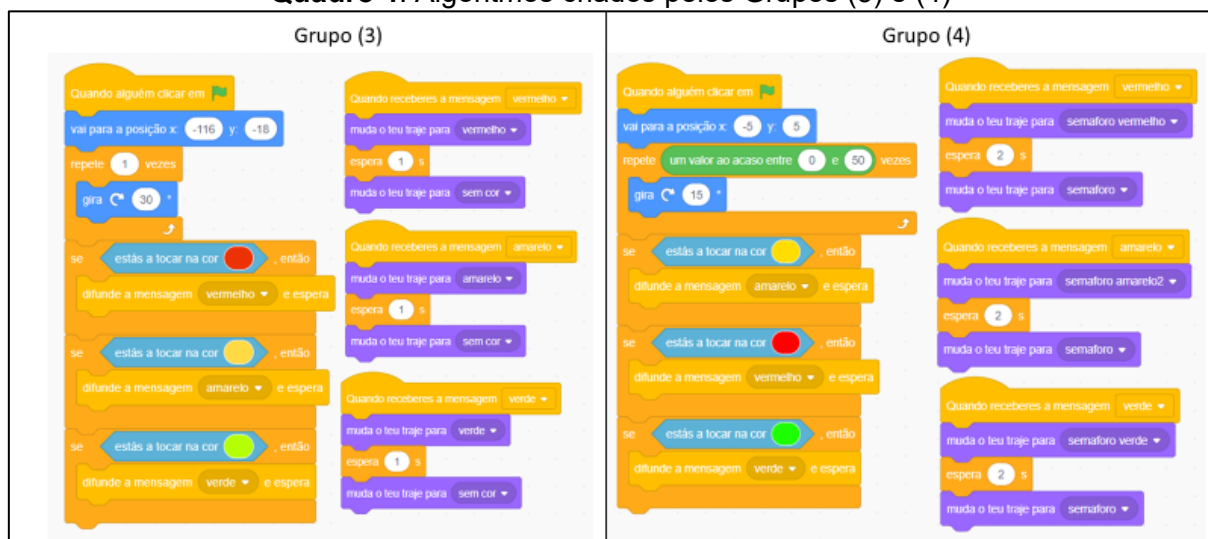 Quadro 4. Algoritmos criados pelos Grupos (3) e (4)
Grupo (3)
Quando alguém clicar em
vai para a posição x: -116 y: -18
repete 1 vezes
gira 30 °
se estás a tocar na cor , então
difunde a mensagem vermelho e espera
se estás a tocar na cor , então
difunde a mensagem amarelo e espera
se estás a tocar na cor , então
difunde a mensagem verde e espera
Quando receberes a mensagem vermelho
muda o teu traje para vermelho
espera 1 s
muda o teu traje para sem cor
Quando receberes a mensagem amarelo
muda o teu traje para amarelo
espera 1 s
muda o teu traje para sem cor
Quando receberes a mensagem verde
muda o teu traje para verde
espera 1 s
muda o teu traje para sem cor
Grupo (4)
Quando alguém clicar em
vai para a posição x: -5 y: 5
repete um valor ao acaso entre 0 e 50 vezes
gira 15 °
se estás a tocar na cor , então
difunde a mensagem amarelo e espera
se estás a tocar na cor , então
difunde a mensagem vermelho e espera
se estás a tocar na cor , então
difunde a mensagem verde e espera
Quando receberes a mensagem vermelho
muda o teu traje para semaforo vermelho
espera 2 s
muda o teu traje para semaforo
Quando receberes a mensagem amarelo
muda o teu traje para semaforo amarelo2
espera 2 s
muda o teu traje para semaforo
Quando receberes a mensagem verde
muda o teu traje para semaforo verde
espera 2 s
muda o teu traje para semaforo